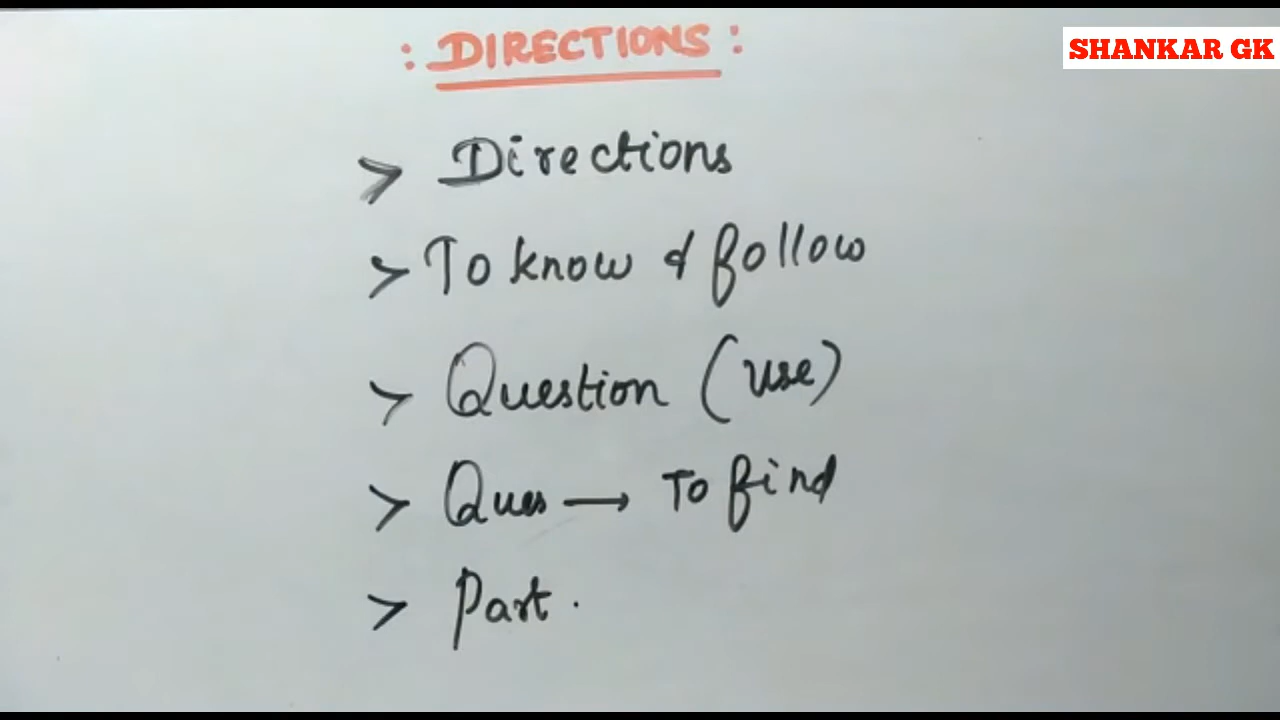 : DIRECTIONS :
SHANKAR GK
> Directions
> To know & follow
> Question (use)
> Ques → To find
> Part .